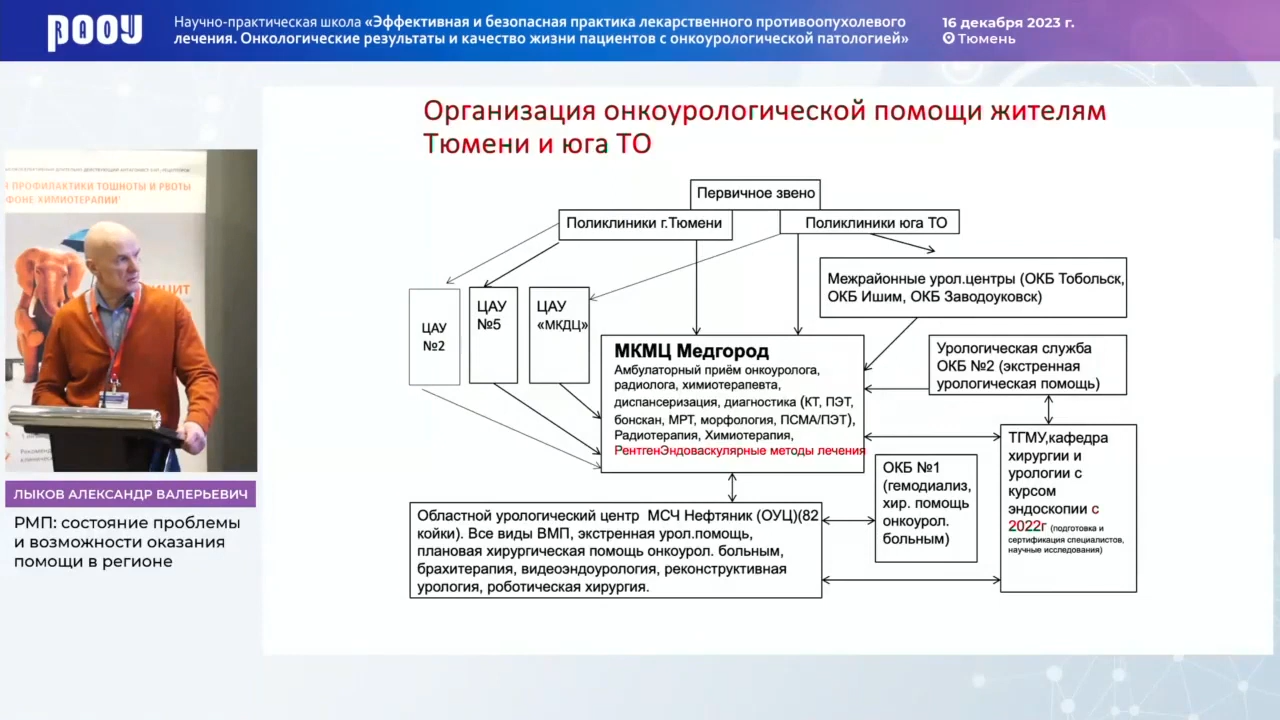 РООУ
RAOU
Научно-практическая школа «Эффективная и безопасная практика лекарственного противоопухолевого
лечения. Онкологические результаты и качество жизни пациентов с онкоурологической патологией»
16 декабря 2023 г.
Тюмень
Я ПРОФИЛАКТИКИ ТОШНОТЫ И РВОТЫ
ФОНЕ ХИМИОТЕРАПИИ
ЛЫКОВ АЛЕКСАНДР ВАЛЕРЬЕВИЧ
РМП: состояние проблемы
и возможности оказания
помощи в регионе
Организация онкоурологической помощи жителям
Тюмени и юга ТО
Первичное звено
Поликлиники г.Тюмени
Поликлиники юга ТО
Межрайонные урол.центры (ОКБ Тобольск,
ОКБ Ишим, ОКБ Заводоуковск)
ЦАУ
№2
ЦАУ
№5
ЦАУ
«МКДЦ»
МКМЦ Медгород
Амбулаторный приём онкоуролога,
радиолога, химиотерапевта,
диспансеризация, диагностика (КТ, ПЭТ,
бонскан, МРТ, морфология, ПСМА/ПЭТ),
Радиотерапия, Химиотерапия,
РентгенЭндоваскулярные методы лечения
Урологическая служба
ОКБ №2 (экстренная
урологическая помощь)
ТГМУ,кафедра
хирургии и
урологии с
курсом
эндоскопии с
2022г (подготовка и
сертификация специалистов,
научные исследования)
ОКБ №1
(гемодиализ,
хир. помощь
онкоурол.
больным)
Областной урологический центр МСЧ Нефтяник (ОУЦ)(82
койки). Все виды ВМП, экстренная урол.помощь,
плановая хирургическая помощь онкоурол. больным,
брахитерапия, видеоэндоурология, реконструктивная
урология, роботическая хирургия.